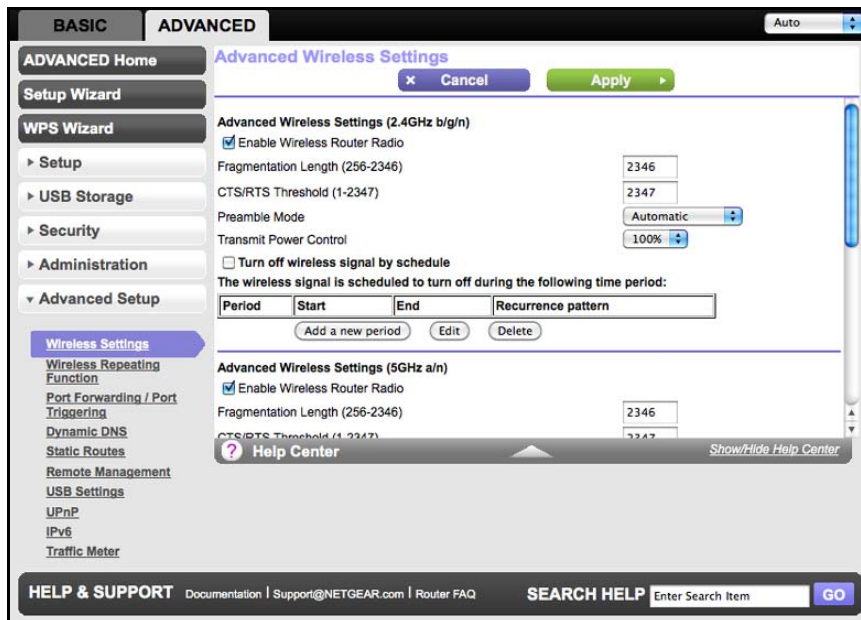 BASIC
ADVANCED
Auto
ADVANCED Home
Setup Wizard
WPS Wizard
Setup
USB Storage
Security
Administration
Advanced Setup
Wireless Settings
Wireless Repeating
Function
Port Forwarding / Port
Triggering
Dynamic DNS
Static Routes
Remote Management
USB Settings
UPnP
IPv6
Traffic Meter
Advanced Wireless Settings
× Cancel
Apply
Advanced Wireless Settings (2.4GHz b/g/n)
Enable Wireless Router Radio
Fragmentation Length (256-2346) 2346
CTS/RTS Threshold (1-2347) 2347
Preamble Mode Automatic
Transmit Power Control 100%
Turn off wireless signal by schedule
The wireless signal is scheduled to turn off during the following time period:
Period Start End Recurrence pattern
Add a new period Edit Delete
Advanced Wireless Settings (5GHz a/n)
Enable Wireless Router Radio
Fragmentation Length (256-2346) 2346
CTS/RTS Threshold (1-2347) 2347
? Help Center Show/Hide Help Center
HELP & SUPPORT Documentation | Support@NETGEAR.com | Router FAQ SEARCH HELP Enter Search Item GO